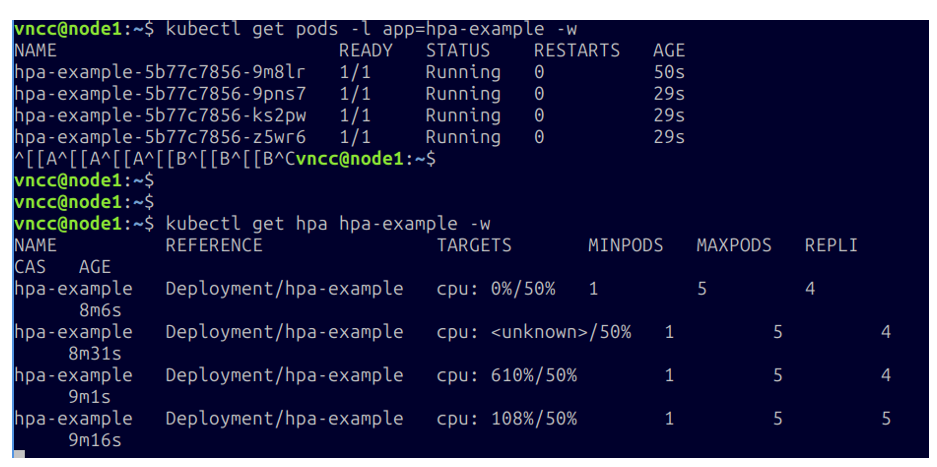 vncc@node1:~$ kubectl get pods -l app=hpa-example -w
NAME                           READY   STATUS    RESTARTS   AGE
hpa-example-5b77c7856-9m8lr   1/1     Running   0          50s
hpa-example-5b77c7856-9pns7   1/1     Running   0          29s
hpa-example-5b77c7856-ks2pw   1/1     Running   0          29s
hpa-example-5b77c7856-z5wr6   1/1     Running   0          29s
^[[A^[[A^[[A^[[B^[[B^[[B^Cvncc@node1:~$
vncc@node1:~$
vncc@node1:~$
vncc@node1:~$ kubectl get hpa hpa-example -w
NAME          REFERENCE                TARGETS       MINPODS   MAXPODS   REPLI
CAS   AGE
hpa-example   Deployment/hpa-example   cpu: 0%/50%   1         5         4
      8m6s
hpa-example   Deployment/hpa-example   cpu: <unknown>/50%   1         5         4
     8m31s
hpa-example   Deployment/hpa-example   cpu: 610%/50%        1         5         4
     9m1s
hpa-example   Deployment/hpa-example   cpu: 108%/50%        1         5         5
     9m16s